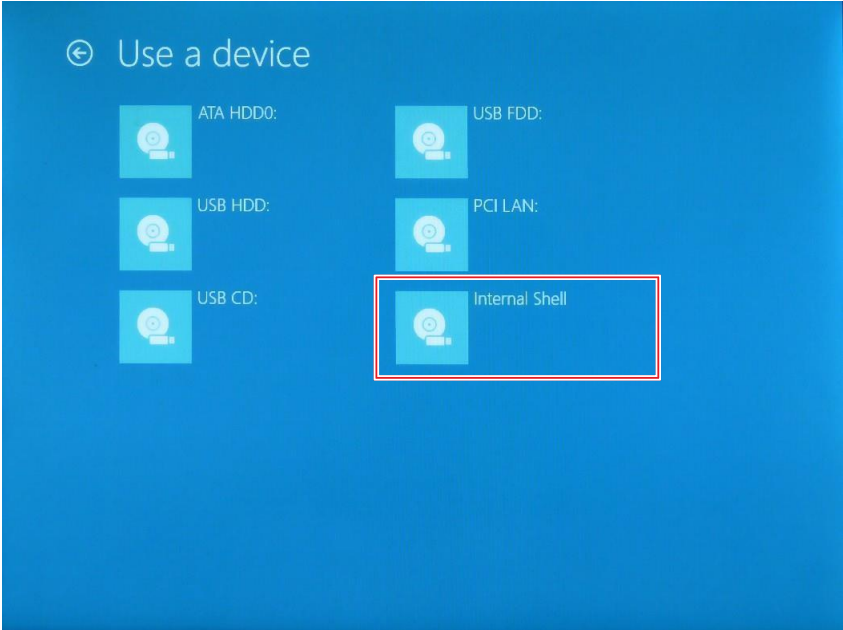 Use a device
ATA HDD0:
USB FDD:
USB HDD:
PCI LAN:
USB CD:
Internal Shell